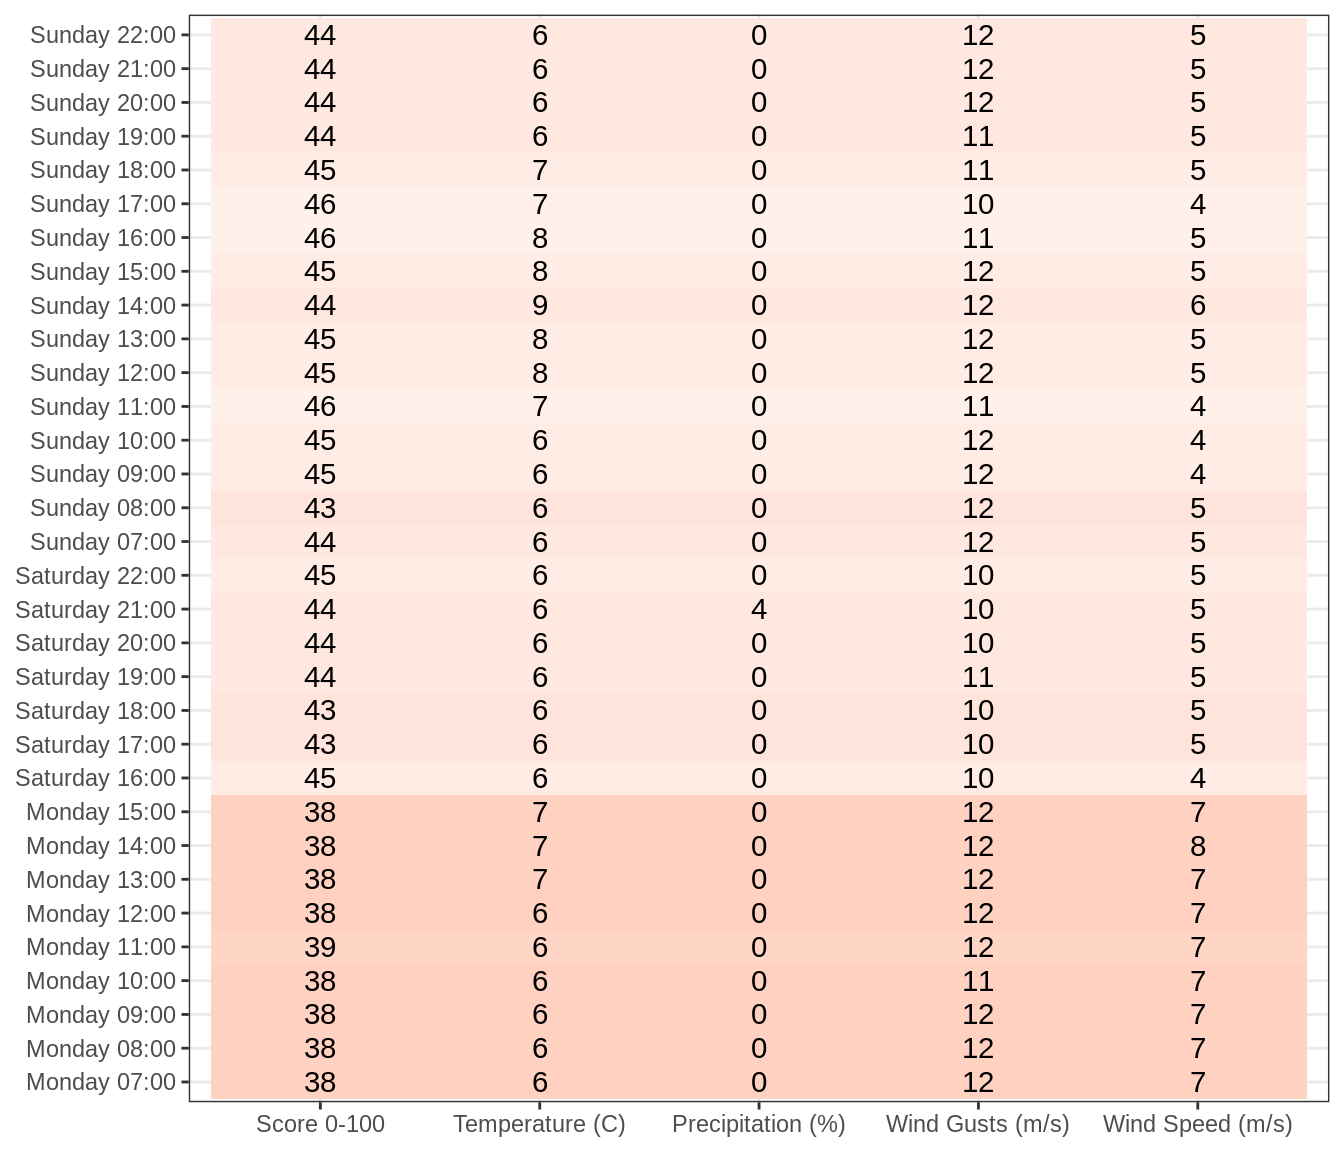 Sunday 22:00 44 6 0 12 5
Sunday 21:00 44 6 0 12 5
Sunday 20:00 44 6 0 12 5
Sunday 19:00 44 6 0 11 5
Sunday 18:00 45 7 0 11 5
Sunday 17:00 46 7 0 10 4
Sunday 16:00 46 8 0 11 5
Sunday 15:00 45 8 0 12 5
Sunday 14:00 44 9 0 12 6
Sunday 13:00 45 8 0 12 5
Sunday 12:00 45 8 0 12 5
Sunday 11:00 46 7 0 11 4
Sunday 10:00 45 6 0 12 4
Sunday 09:00 45 6 0 12 4
Sunday 08:00 43 6 0 12 5
Sunday 07:00 44 6 0 12 5
Saturday 22:00 45 6 0 10 5
Saturday 21:00 44 6 4 10 5
Saturday 20:00 44 6 0 10 5
Saturday 19:00 44 6 0 11 5
Saturday 18:00 43 6 0 10 5
Saturday 17:00 43 6 0 10 5
Saturday 16:00 45 6 0 10 4
Monday 15:00 38 7 0 12 7
Monday 14:00 38 7 0 12 8
Monday 13:00 38 7 0 12 7
Monday 12:00 38 6 0 12 7
Monday 11:00 39 6 0 12 7
Monday 10:00 38 6 0 11 7
Monday 09:00 38 6 0 12 7
Monday 08:00 38 6 0 12 7
Monday 07:00 38 6 0 12 7
Score 0-100 Temperature (C) Precipitation (%) Wind Gusts (m/s) Wind Speed (m/s)